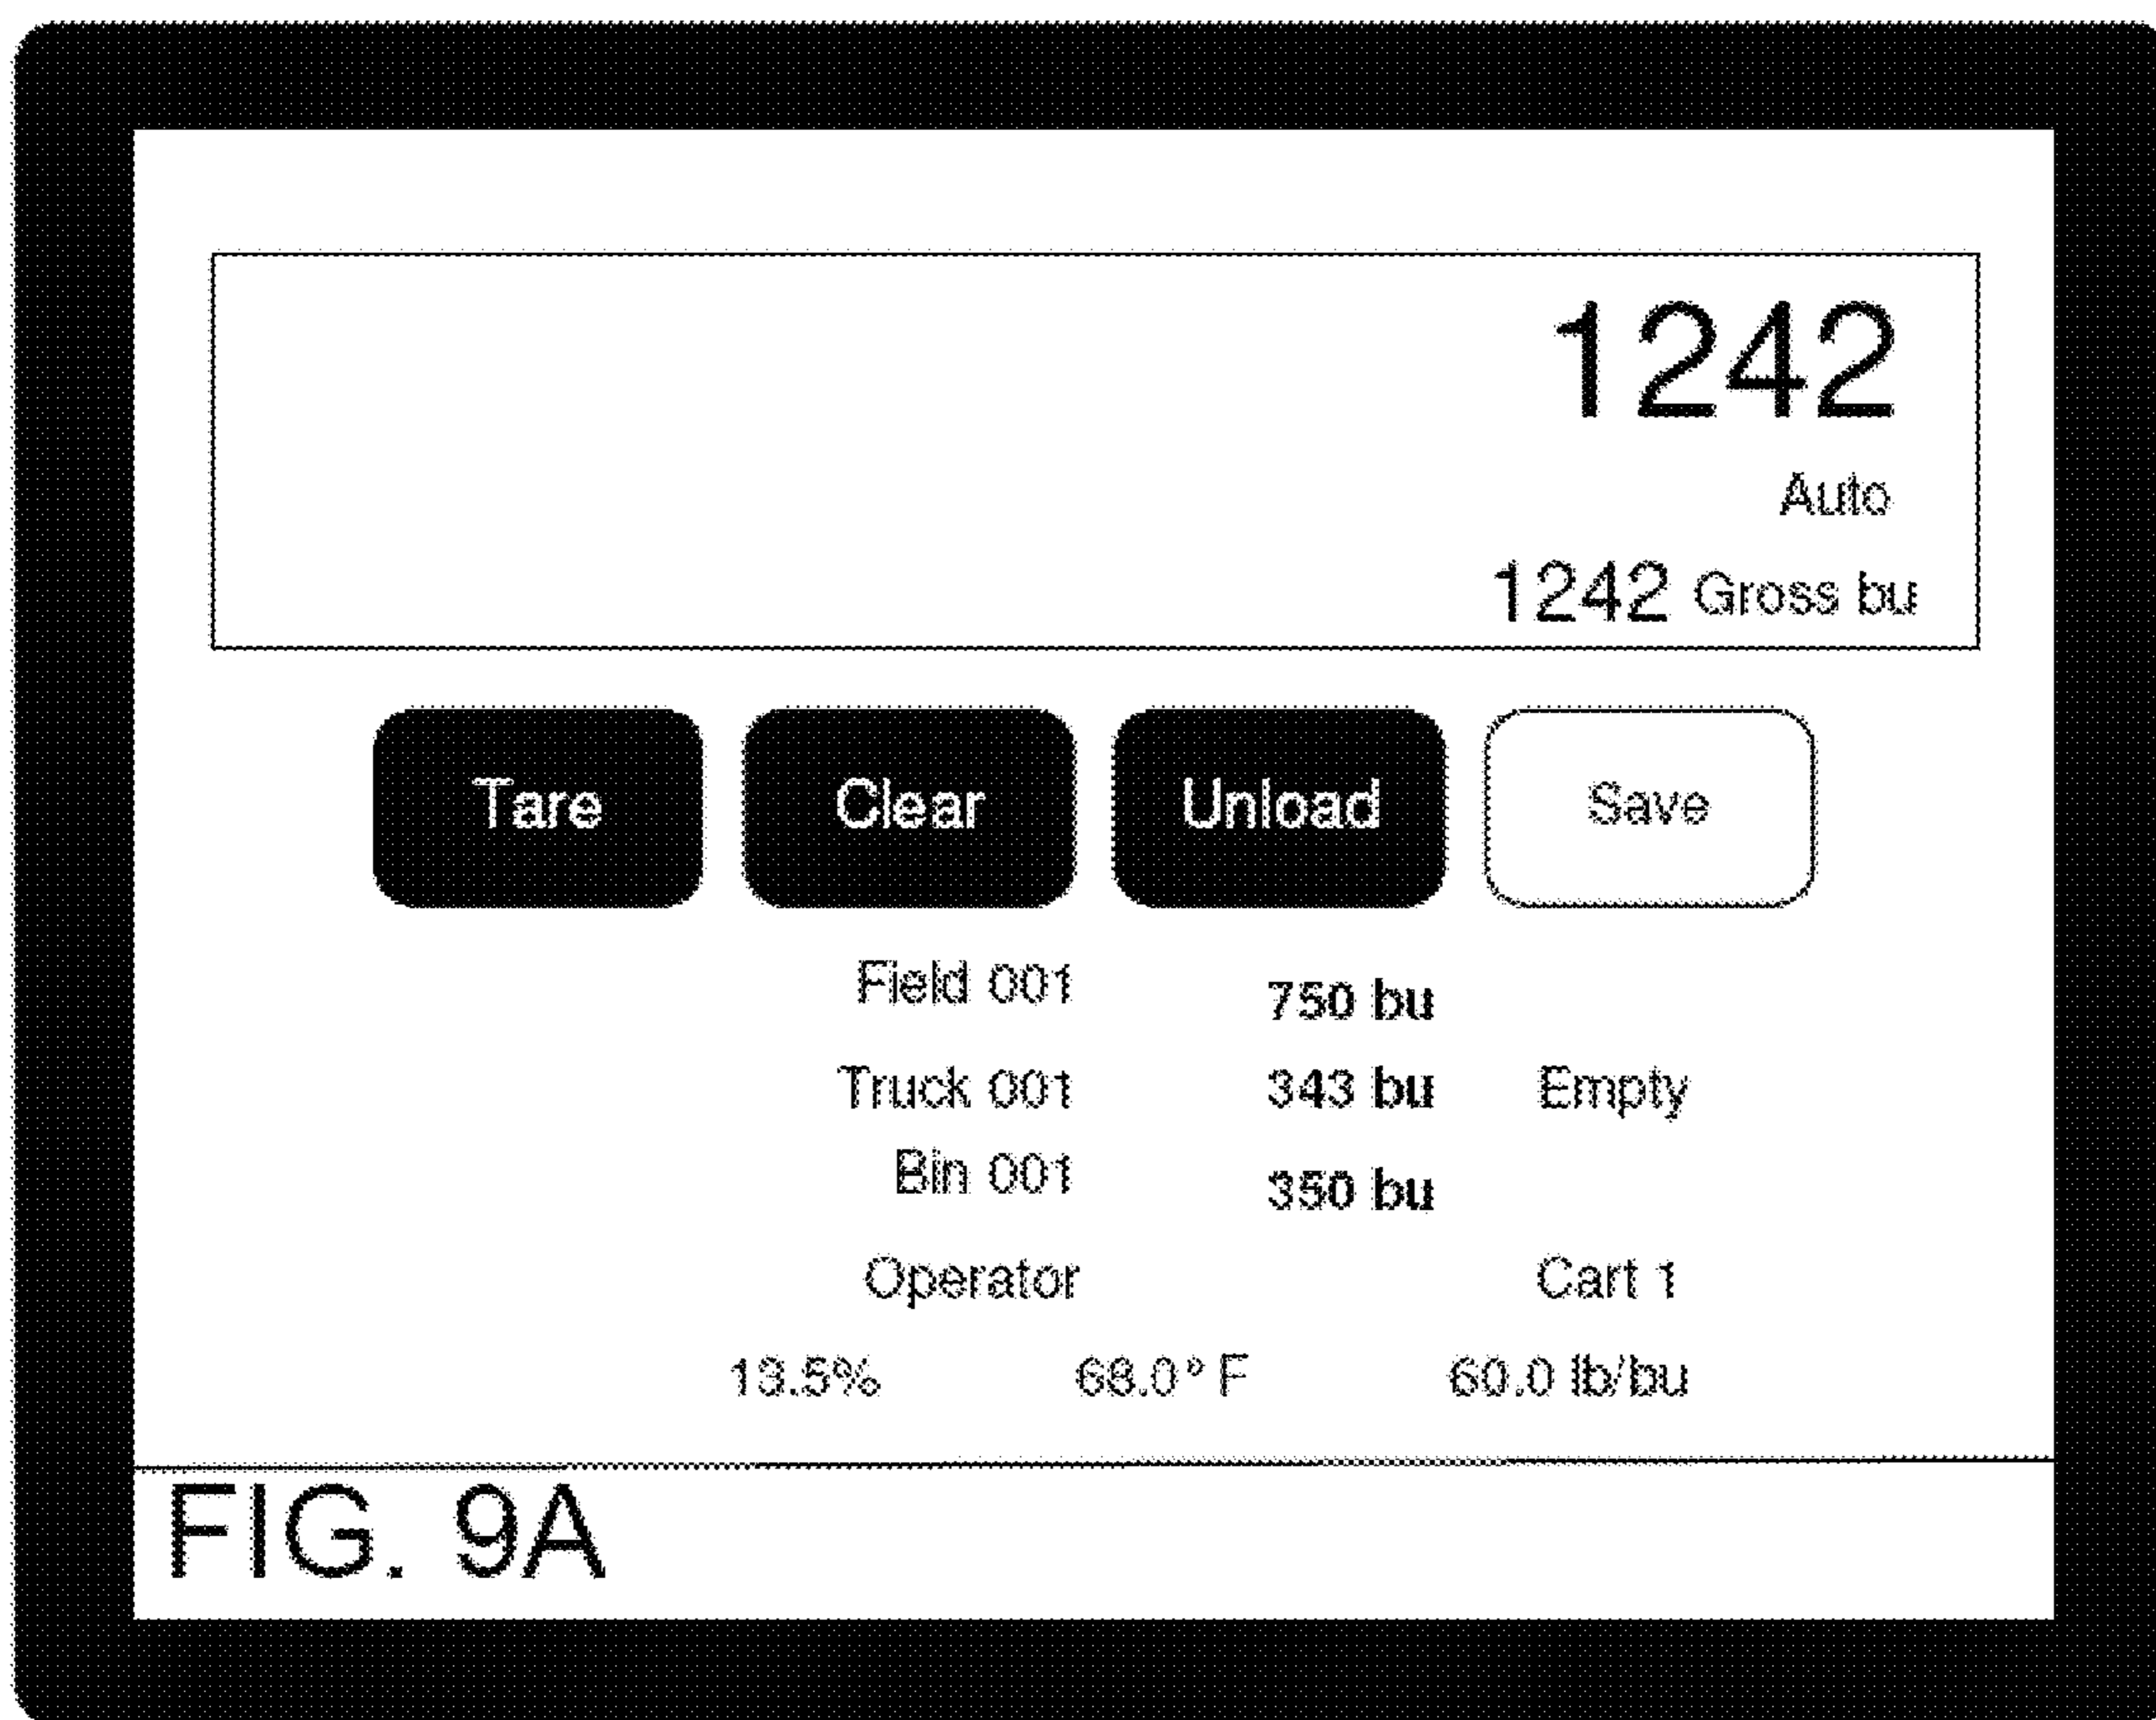 1242
Auto
1242 Gross bu
Tare Clear Unload Save
Field 001 750 bu
Truck 001 343 bu Empty
Bin 001 350 bu
Operator Cart 1
13.5% 68.0° F 60.0 lb/bu
FIG. 9A